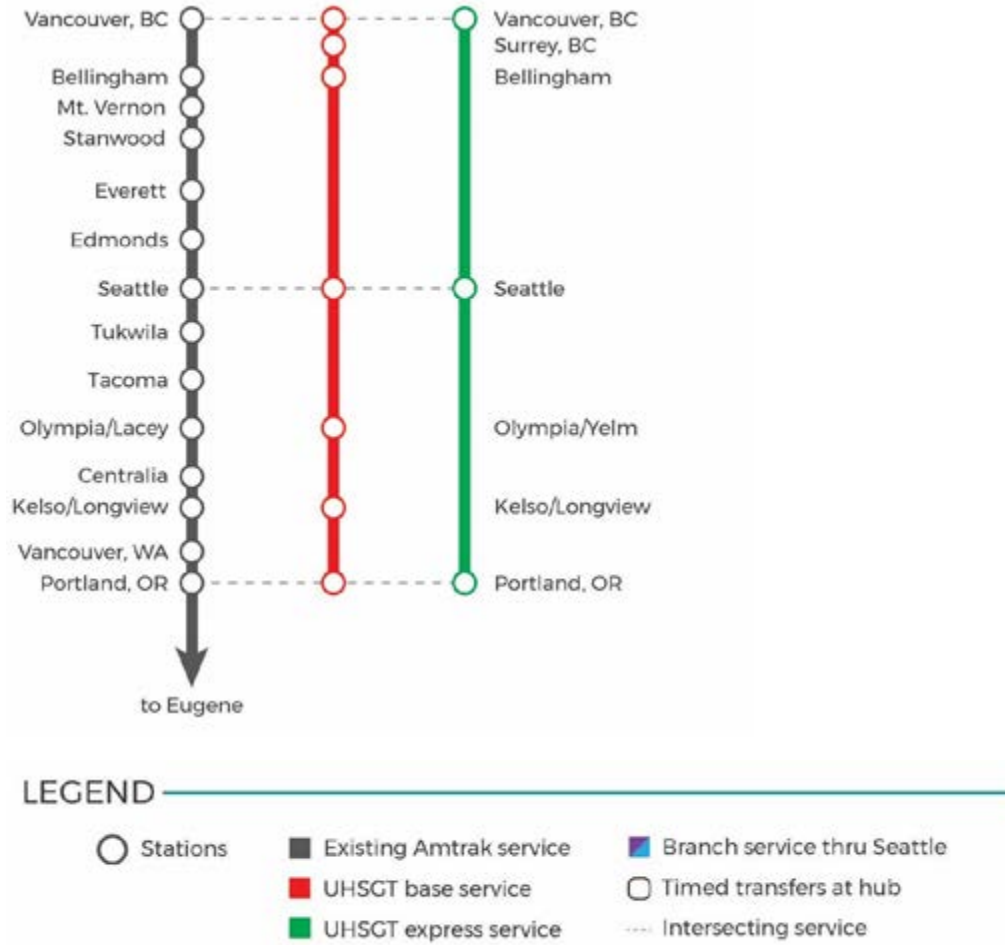 Vancouver, BC
Vancouver, BC
Surrey, BC
Bellingham
Bellingham
Mt. Vernon
Stanwood
Everett
Edmonds
Seattle
Seattle
Tukwila
Tacoma
Olympia/Lacey
Olympia/Yelm
Centralia
Kelso/Longview
Kelso/Longview
Vancouver, WA
Portland, OR
Portland, OR
to Eugene
LEGEND
Stations
Existing Amtrak service
Branch service thru Seattle
UHSGT base service
Timed transfers at hub
UHSGT express service
Intersecting service